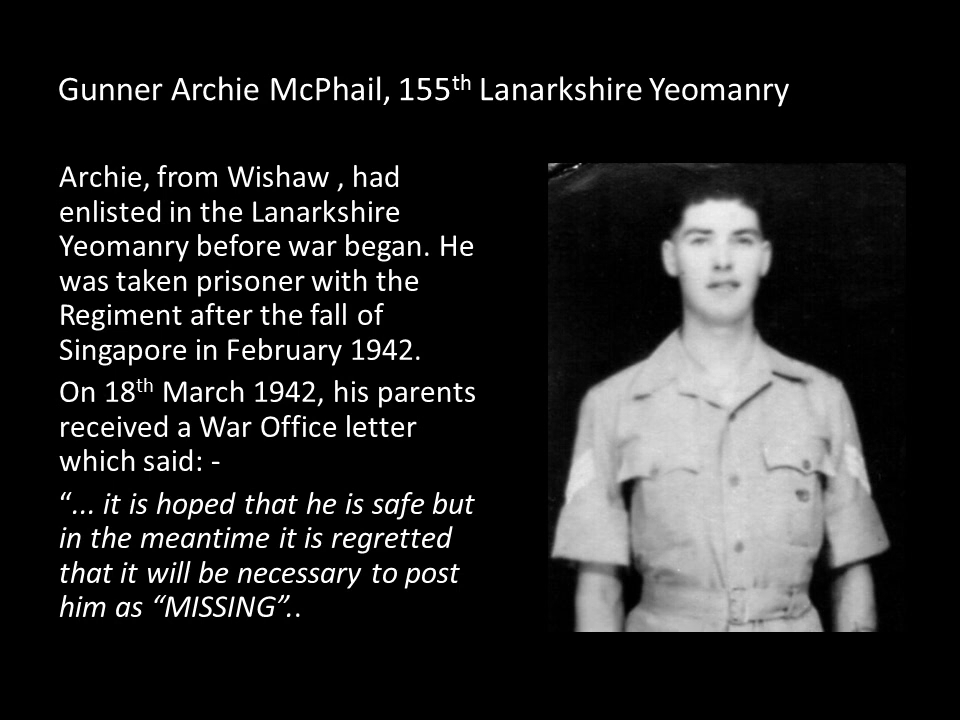 Gunner Archie McPhail, 155th Lanarkshire Yeomanry
Archie, from Wishaw , had
enlisted in the Lanarkshire
Yeomanry before war began. He
was taken prisoner with the
Regiment after the fall of
Singapore in February 1942.
On 18th March 1942, his parents
received a War Office letter
which said: -
“... it is hoped that he is safe but
in the meantime it is regretted
that it will be necessary to post
him as “MISSING”..